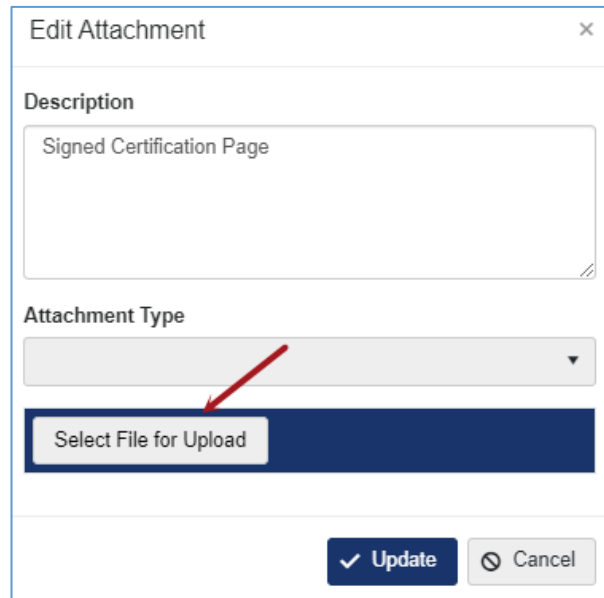 Edit Attachment
Description
Signed Certification Page
Attachment Type
Select File for Upload
Update
Cancel